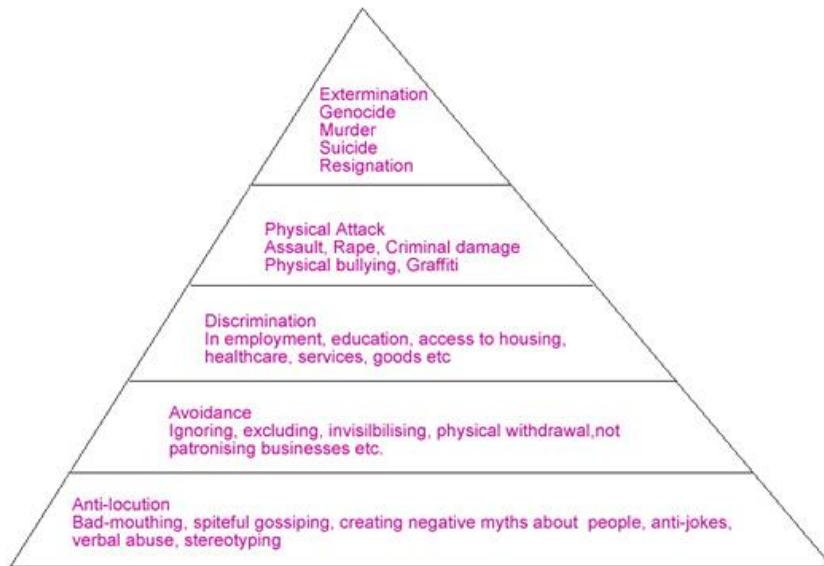 Extermination
Genocide
Murder
Suicide
Resignation
Physical Attack
Assault, Rape, Criminal damage
Physical bullying, Graffiti
Discrimination
In employment, education, access to housing,
healthcare, services, goods etc
Avoidance
Ignoring, excluding, invisilbilising, physical withdrawal,not
patronising businesses etc.
Anti-locution
Bad-mouthing, spiteful gossiping, creating negative myths about people, anti-jokes,
verbal abuse, stereotyping